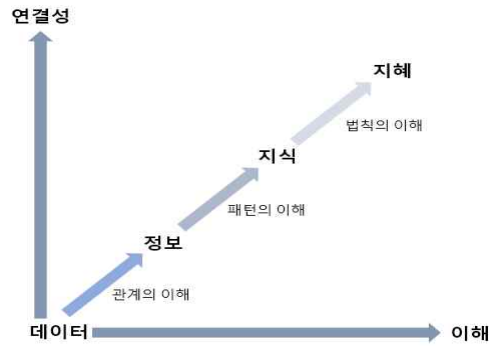 연결성
지혜
법칙의 이해
지식
패턴의 이해
정보
관계의 이해
데이터
이해